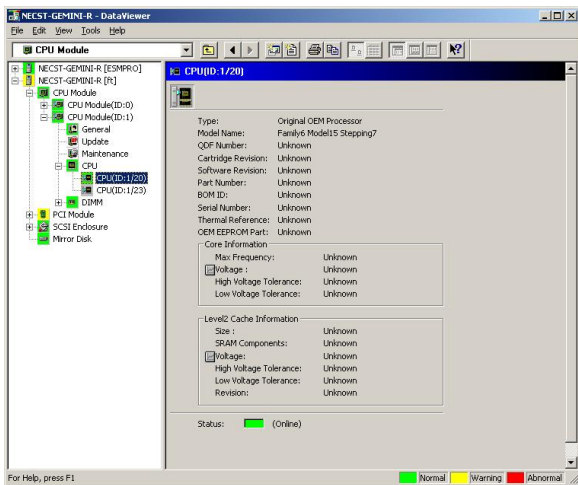 NECST-GEMINI-R - DataViewer
File Edit View Tools Help
CPU Module
NECST-GEMINI-R [ESMPRO]
NECST-GEMINI-R [ft]
CPU Module
CPU Module(ID:0)
CPU Module(ID:1)
General
Update
Maintenance
CPU
CPU(ID:1/20)
CPU(ID:1/23)
DIMM
PCI Module
SCSI Enclosure
Mirror Disk
CPU(ID:1/20)
Type: Original OEM Processor
Model Name: Family6 Model15 Stepping7
QDF Number: Unknown
Cartridge Revision: Unknown
Software Revision: Unknown
Part Number: Unknown
BOM ID: Unknown
Serial Number: Unknown
Thermal Reference: Unknown
OEM EEPROM Part: Unknown
Core Information
Max Frequency: Unknown
Voltage : Unknown
High Voltage Tolerance: Unknown
Low Voltage Tolerance: Unknown
Level2 Cache Information
Size : Unknown
SRAM Components: Unknown
Voltage: Unknown
High Voltage Tolerance: Unknown
Low Voltage Tolerance: Unknown
Revision: Unknown
Status: (Online)
For Help, press F1
Normal Warning Abnormal